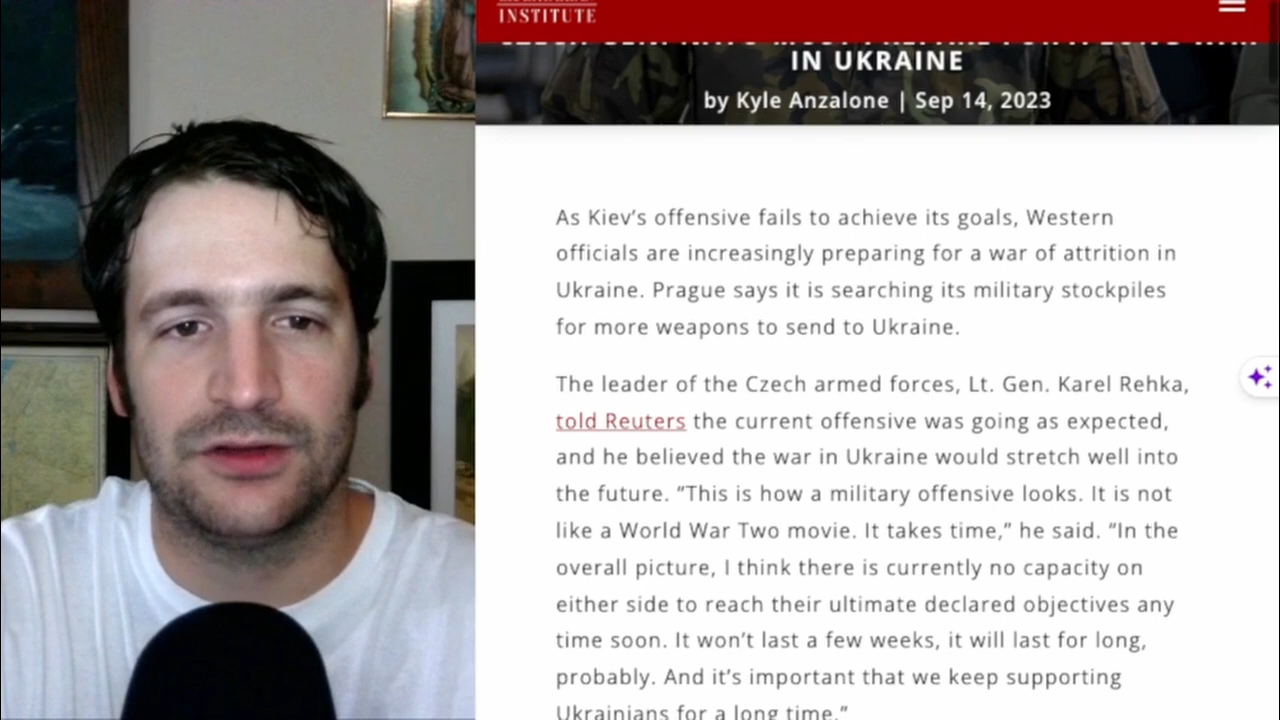 INSTITUTE
IN UKRAINE
by Kyle Anzalone | Sep 14, 2023
As Kiev’s offensive fails to achieve its goals, Western
officials are increasingly preparing for a war of attrition in
Ukraine. Prague says it is searching its military stockpiles
for more weapons to send to Ukraine.
The leader of the Czech armed forces, Lt. Gen. Karel Rehka,
told Reuters the current offensive was going as expected,
and he believed the war in Ukraine would stretch well into
the future. “This is how a military offensive looks. It is not
like a World War Two movie. It takes time,” he said. “In the
overall picture, I think there is currently no capacity on
either side to reach their ultimate declared objectives any
time soon. It won’t last a few weeks, it will last for long,
probably. And it’s important that we keep supporting
Ukrainians for a long time.”